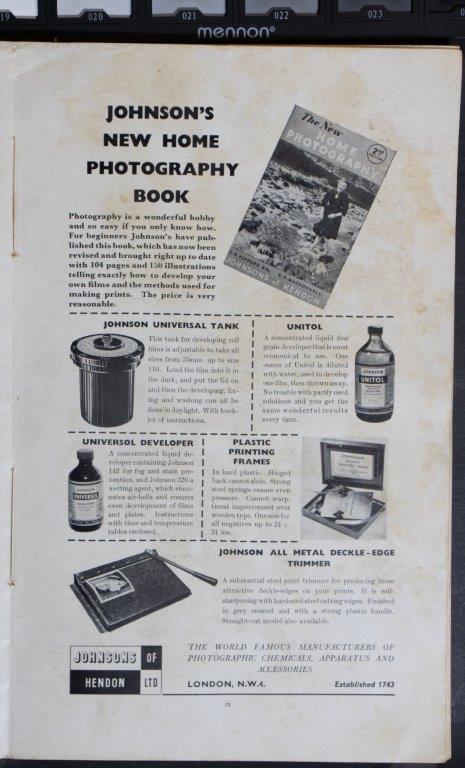 19
020
021
022
023
mennon®
JOHNSON'S
NEW HOME
PHOTOGRAPHY
BOOK
The New
HOME
PHOTOGRAPHY
JOHNSONS of HENDON
Photography is a wonderful hobby
and so easy if you only know how.
For beginners Johnson's have pub-
lished this book, which has now been
revised and brought right up to date
with 104 pages and 150 illustrations
telling exactly how to develop your
own films and the methods used for
making prints. The price is very
reasonable.
JOHNSON UNIVERSAL TANK
This tank for developing roll
films is adjustable to take all
sizes from 35mm. up to size
116. Load the film into it in
the dark, and put the lid on
and then the developing, fix-
ing and washing can all be
done in daylight. With book-
let of instructions.
UNITOL
A concentrated liquid fine
grain developer that is most
economical to use. One
ounce of Unitol is diluted
with water, used to develop
one film, then thrown away.
No trouble with partly used
solutions and you get the
same wonderful results
every time.
JOHNSON
UNITOL
UNIVERSOL DEVELOPER
A concentrated liquid de-
veloper containing Johnson
142 for fog and stain pre-
vention, and Johnson 326 a
wetting agent, which elimi-
nates air-bells and ensures
even development of films
and plates. Instructions
with time and temperature
tables enclosed.
JOHNSON
UNIVERSOL
PLASTIC
PRINTING
FRAMES
In hard plastic. Hinged
back cannot slide. Strong
steel springs ensure even
pressure. Cannot warp.
Great improvement over
wooden type. One size for
all negatives up to 2¼ ×
3¼ ins.
JOHNSON ALL METAL DECKLE-EDGE
TRIMMER
A substantial steel print trimmer for producing those
attractive deckle-edges on your prints. It is self-
sharpening with hardened steel cutting edges. Finished
in grey enamel and with a strong plastic handle.
Straight-cut model also available.
JOHNSONS OF
HENDON LTD
THE WORLD FAMOUS MANUFACTURERS OF
PHOTOGRAPHIC CHEMICALS, APPARATUS AND
ACCESSORIES
LONDON, N.W.4. Established 1743
ix